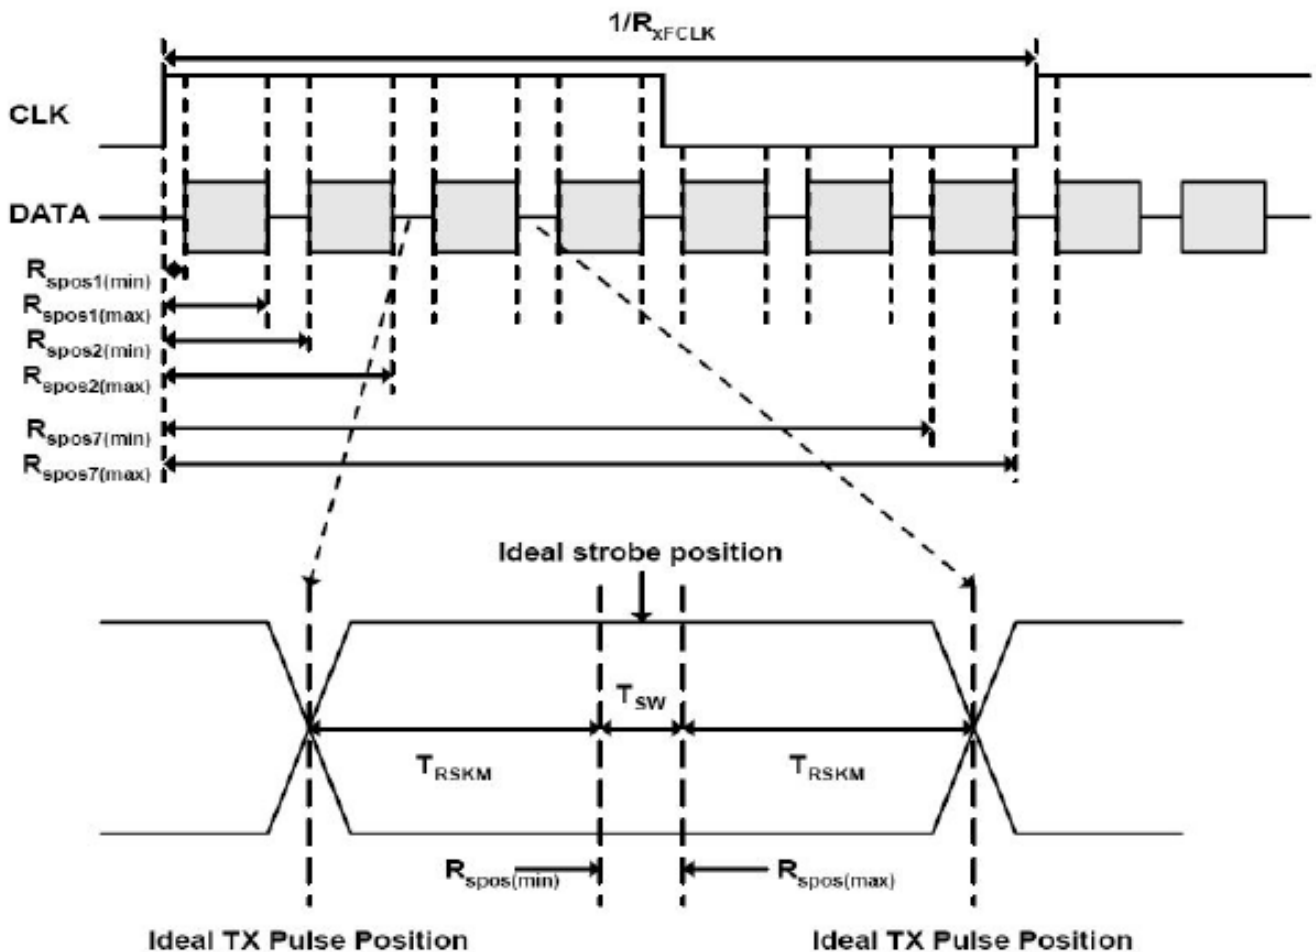 1/RxFCLK
CLK
DATA
Rspos1(min)
Rspos1(max)
Rspos2(min)
Rspos2(max)
Rspos7(min)
Rspos7(max)
Ideal strobe position
TSW
TRSKM TRSKM
Rspos(min) Rspos(max)
Ideal TX Pulse Position Ideal TX Pulse Position